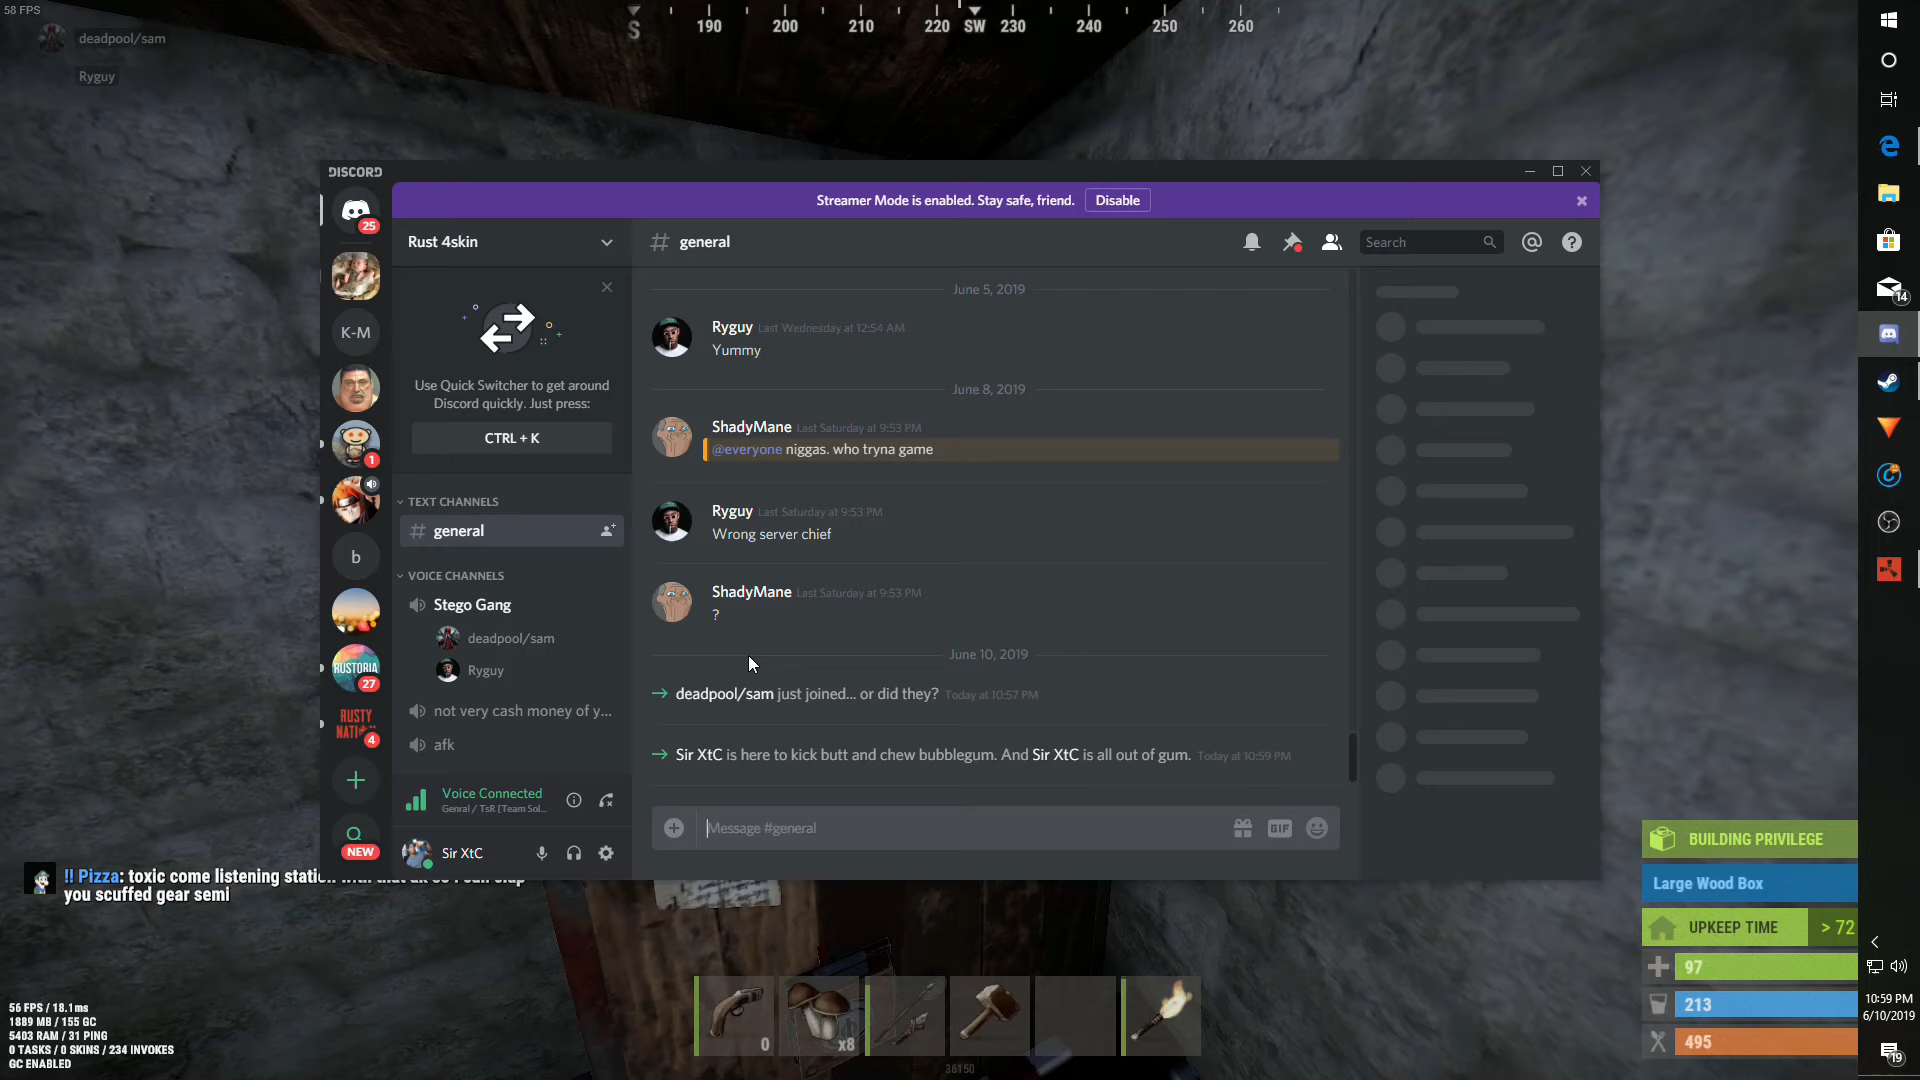 58 FPS
deadpool/sam
Ryguy
S 190 200 210 220 SW 230 240 250 260
DISCORD
Streamer Mode is enabled. Stay safe, friend.
Disable
25
K-M
1
b
RUSTORIA
27
RUSTY
4
NEW
Rust 4skin
Use Quick Switcher to get around
Discord quickly. Just press:
CTRL + K
TEXT CHANNELS
# general
VOICE CHANNELS
Stego Gang
deadpool/sam
Ryguy
not very cash money of y...
afk
Voice Connected
Genral / TsR [Team Sol...
Sir XtC
# general
Search
June 5, 2019
Ryguy Last Wednesday at 12:54 AM
Yummy
June 8, 2019
ShadyMane Last Saturday at 9:53 PM
@everyone niggas. who tryna game
Ryguy Last Saturday at 9:53 PM
Wrong server chief
ShadyMane Last Saturday at 9:53 PM
?
June 10, 2019
deadpool/sam just joined... or did they? Today at 10:57 PM
Sir XtC is here to kick butt and chew bubblegum. And Sir XtC is all out of gum. Today at 10:59 PM
Message #general
GIF
!! Pizza: toxic come listening station
you scuffed gear semi
56 FPS / 18.1ms
1889 MB / 155 GC
5403 RAM / 31 PING
0 TASKS / 0 SKINS / 234 INVOKES
GC ENABLED
0
x8
36150
BUILDING PRIVILEGE
Large Wood Box
UPKEEP TIME > 72
97
213
495
14
10:59 PM
6/10/2019
19